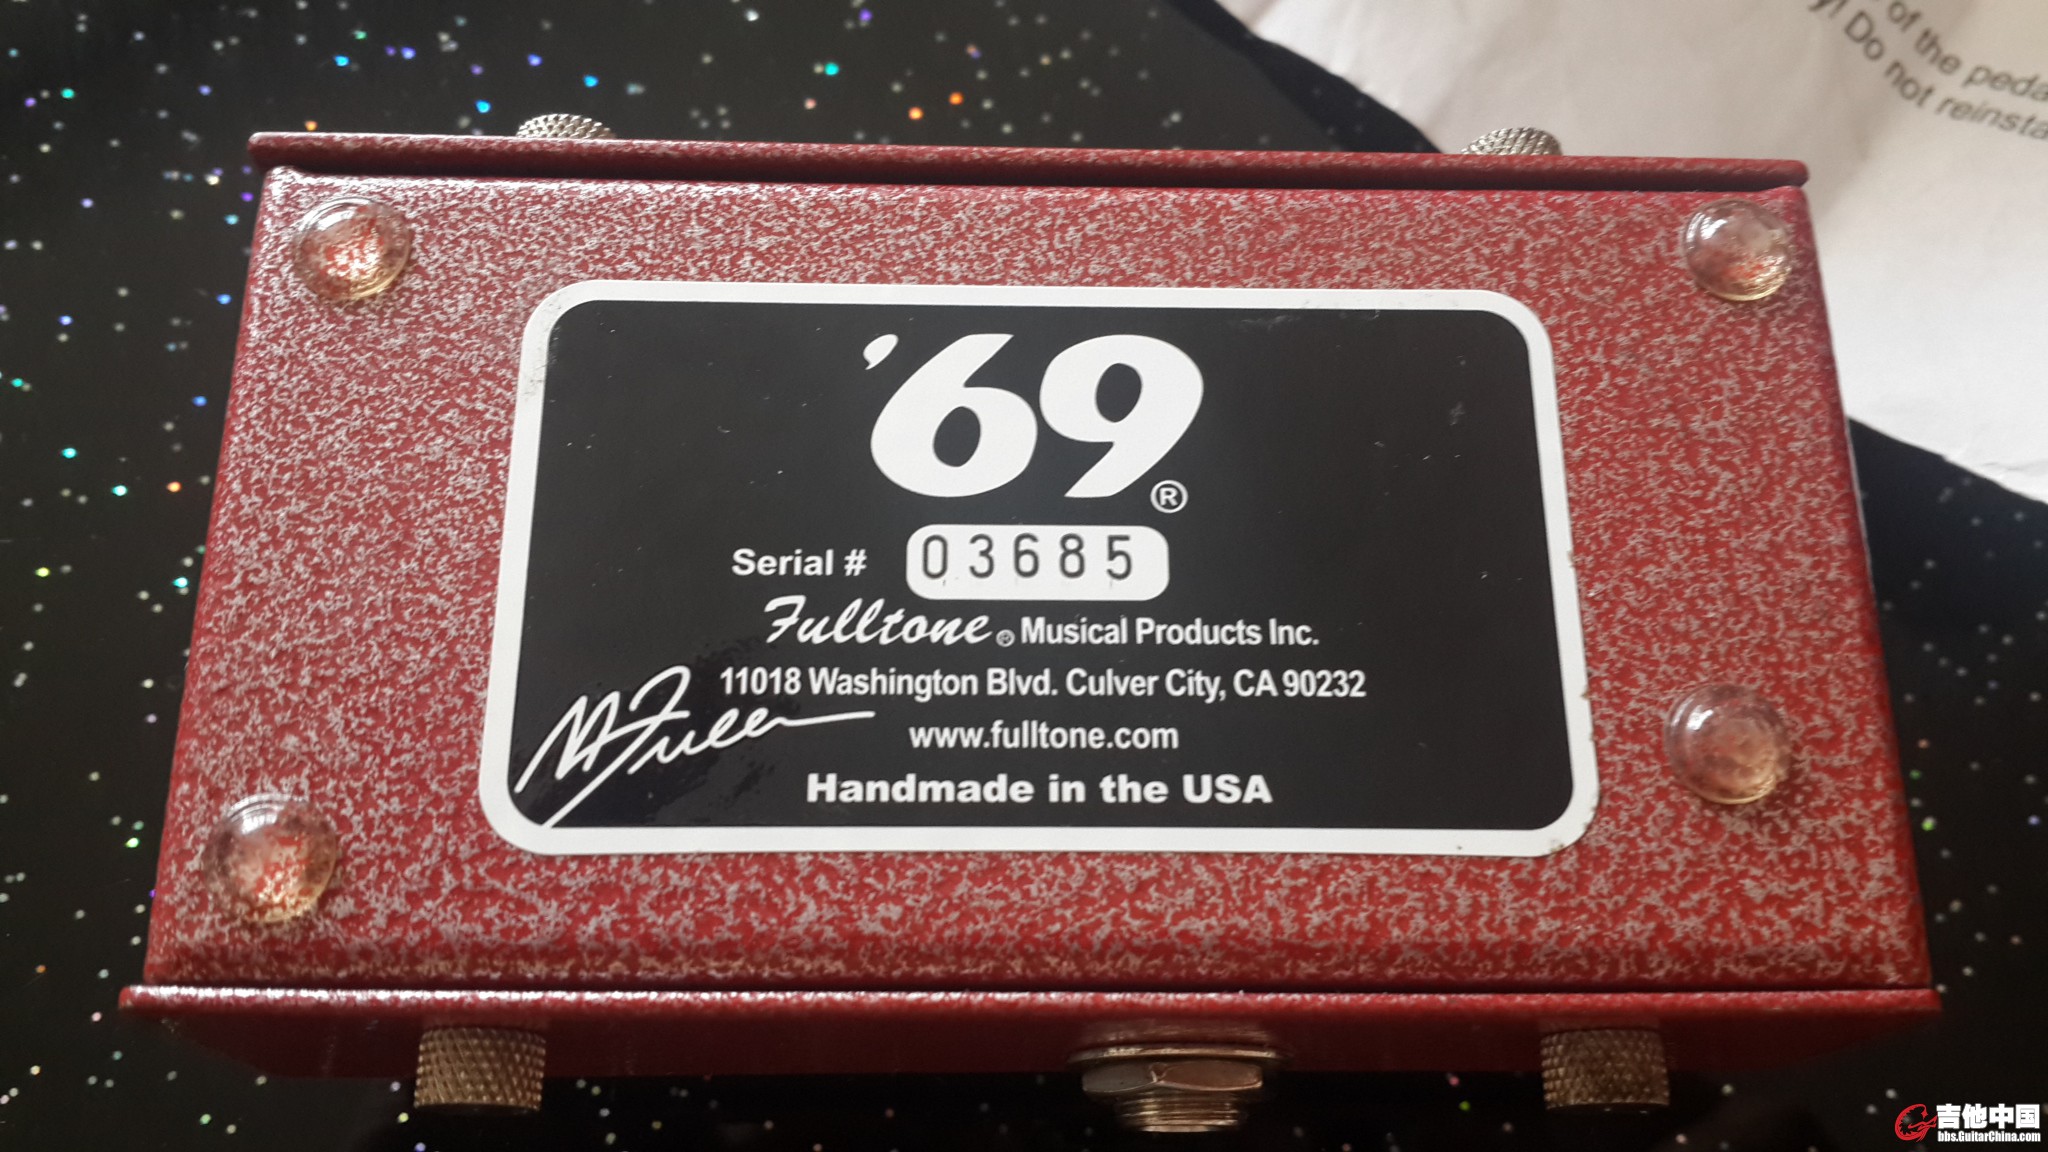 of the peda
y! Do not reinsta
'69®
Serial # 03685
Fulltone® Musical Products Inc.
11018 Washington Blvd. Culver City, CA 90232
www.fulltone.com
Handmade in the USA
M Fuller
吉他中国
bbs.GuitarChina.com